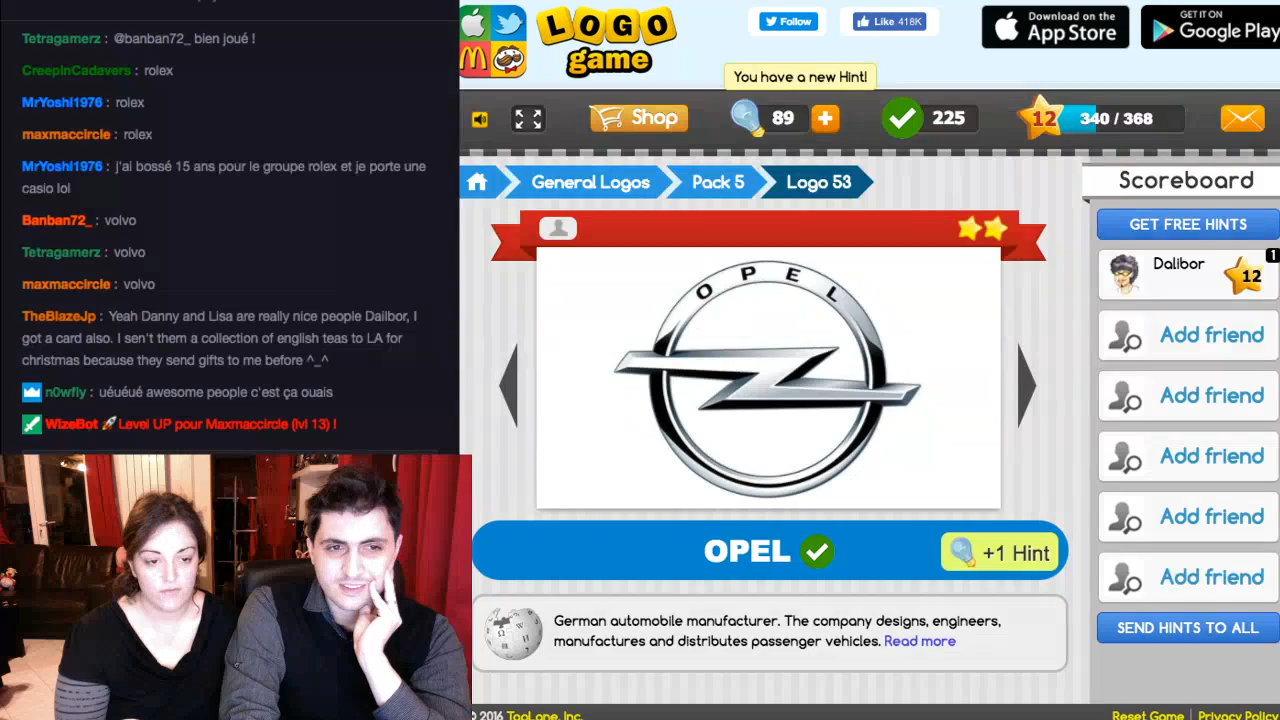 Tetragamerz : @banban72_ bien joué !
CreepinCadavers : rolex
MrYoshi1976 : rolex
maxmaccircle : rolex
MrYoshi1976 : j'ai bossé 15 ans pour le groupe rolex et je porte une
casio lol
Banban72_ : volvo
Tetragamerz : volvo
maxmaccircle : volvo
TheBlazeJp : Yeah Danny and Lisa are really nice people Dailbor, I
got a card also. I sen't them a collection of english teas to LA for
christmas because they send gifts to me before ^_^
n0wfly : uéuéué awesome people c'est ça ouais
WizeBot Level UP pour Maxmaccircle (lvl 13) !
LOGO
game
Follow
Like 418K
Download on the
App Store
GET IT ON
Google Play
You have a new Hint!
Shop
89
225
12
340 / 368
General Logos
Pack 5
Logo 53
OPEL
OPEL
+1 Hint
German automobile manufacturer. The company designs, engineers,
manufactures and distributes passenger vehicles. Read more
Scoreboard
GET FREE HINTS
1
Dalibor
12
Add friend
Add friend
Add friend
Add friend
Add friend
SEND HINTS TO ALL
© 2016 TapLane, Inc.
Reset Game | Privacy Policy